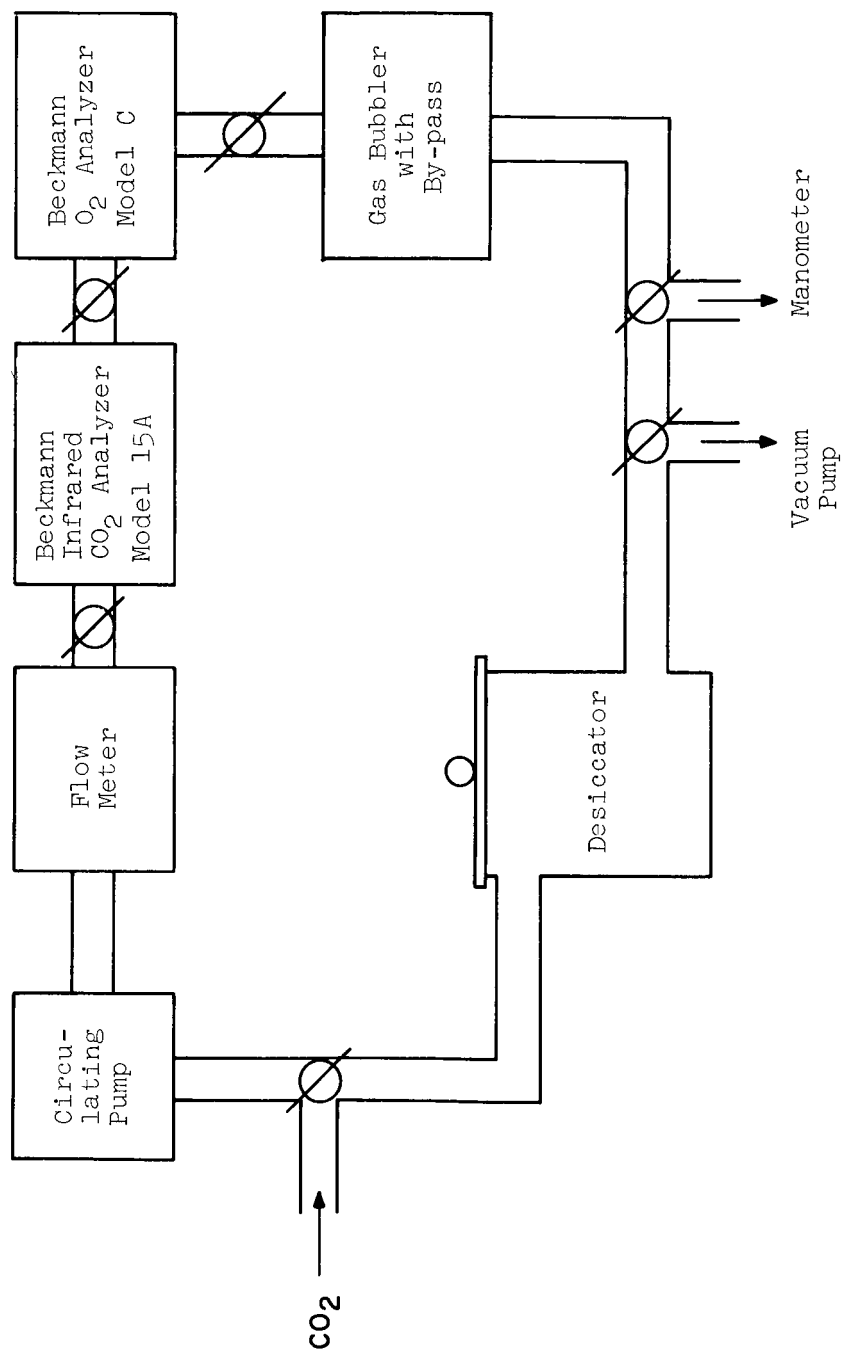 Circu-
lating
Pump
Flow
Meter
Beckmann
Infrared
CO2 Analyzer
Model 15A
Beckmann
O2 Analyzer
Model C
Gas Bubbler
with
By-pass
CO2
Desiccator
Vacuum
Pump
Manometer